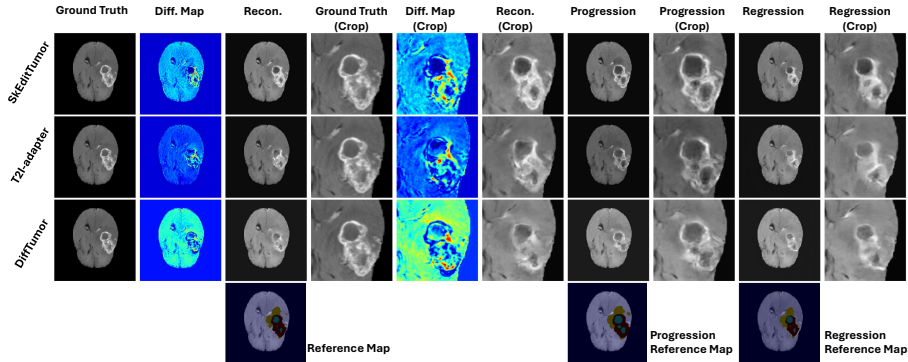 Ground Truth
Diff. Map
Recon.
Ground Truth
(Crop)
Diff. Map
(Crop)
Recon.
(Crop)
Progression
Progression
(Crop)
Regression
Regression
(Crop)
SkEditTumor
T2I-adapter
DiffTumor
Reference Map
Progression
Reference Map
Regression
Reference Map